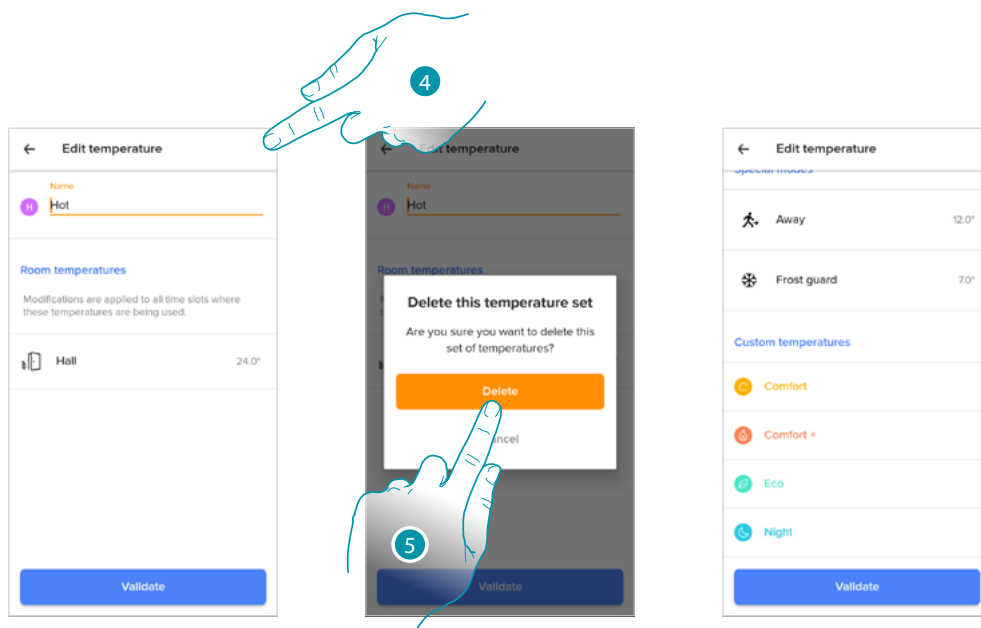 4
Edit temperature
Name
H
Hot
Room temperatures
Modifications are applied to all time slots where
these temperatures are being used.
Hall
24.0°
Validate
Edit temperature
Name
H
Hot
Room temperatures
Delete this temperature set
Are you sure you want to delete this
set of temperatures?
Delete
5
Validate
Edit temperature
Special modes
Away
12.0°
Frost guard
7.0°
Custom temperatures
Comfort
Comfort +
Eco
Night
Validate